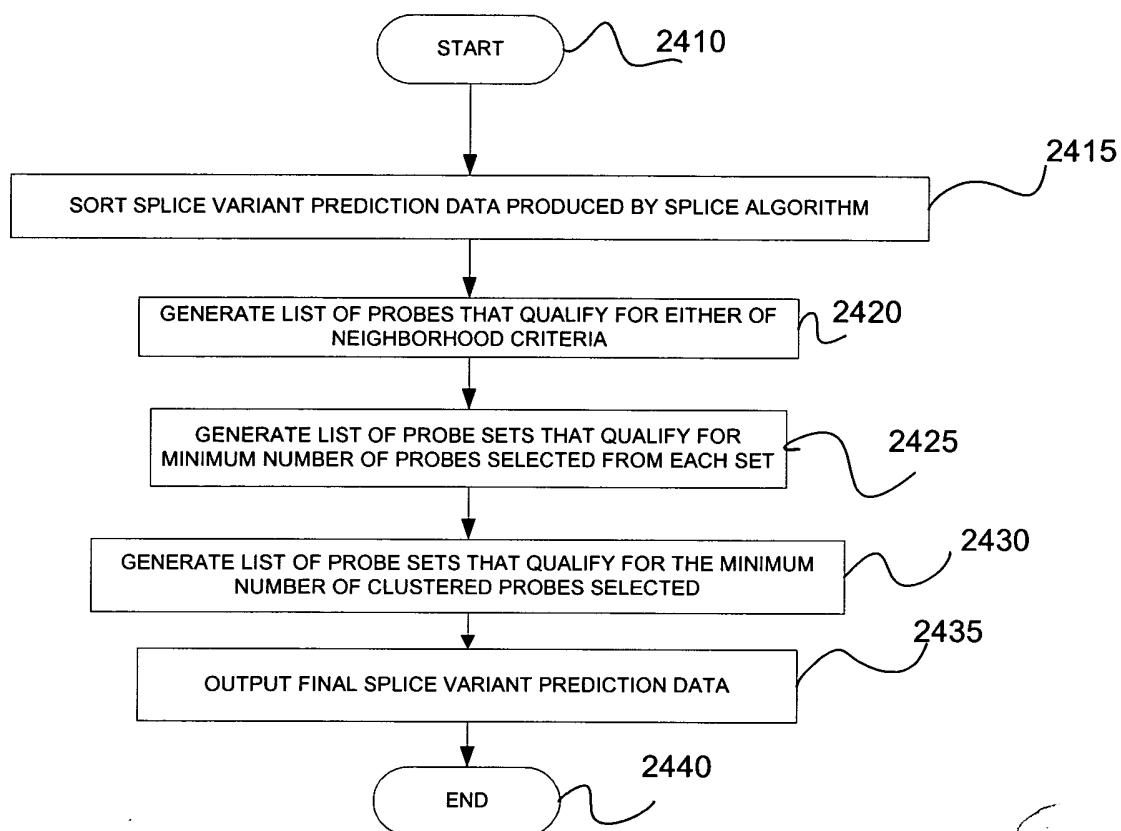 START
2410
2415
SORT SPLICE VARIANT PREDICTION DATA PRODUCED BY SPLICE ALGORITHM
GENERATE LIST OF PROBES THAT QUALIFY FOR EITHER OF
NEIGHBORHOOD CRITERIA
2420
GENERATE LIST OF PROBE SETS THAT QUALIFY FOR
MINIMUM NUMBER OF PROBES SELECTED FROM EACH SET
2425
GENERATE LIST OF PROBE SETS THAT QUALIFY FOR THE MINIMUM
NUMBER OF CLUSTERED PROBES SELECTED
2430
OUTPUT FINAL SPLICE VARIANT PREDICTION DATA
2435
END
2440